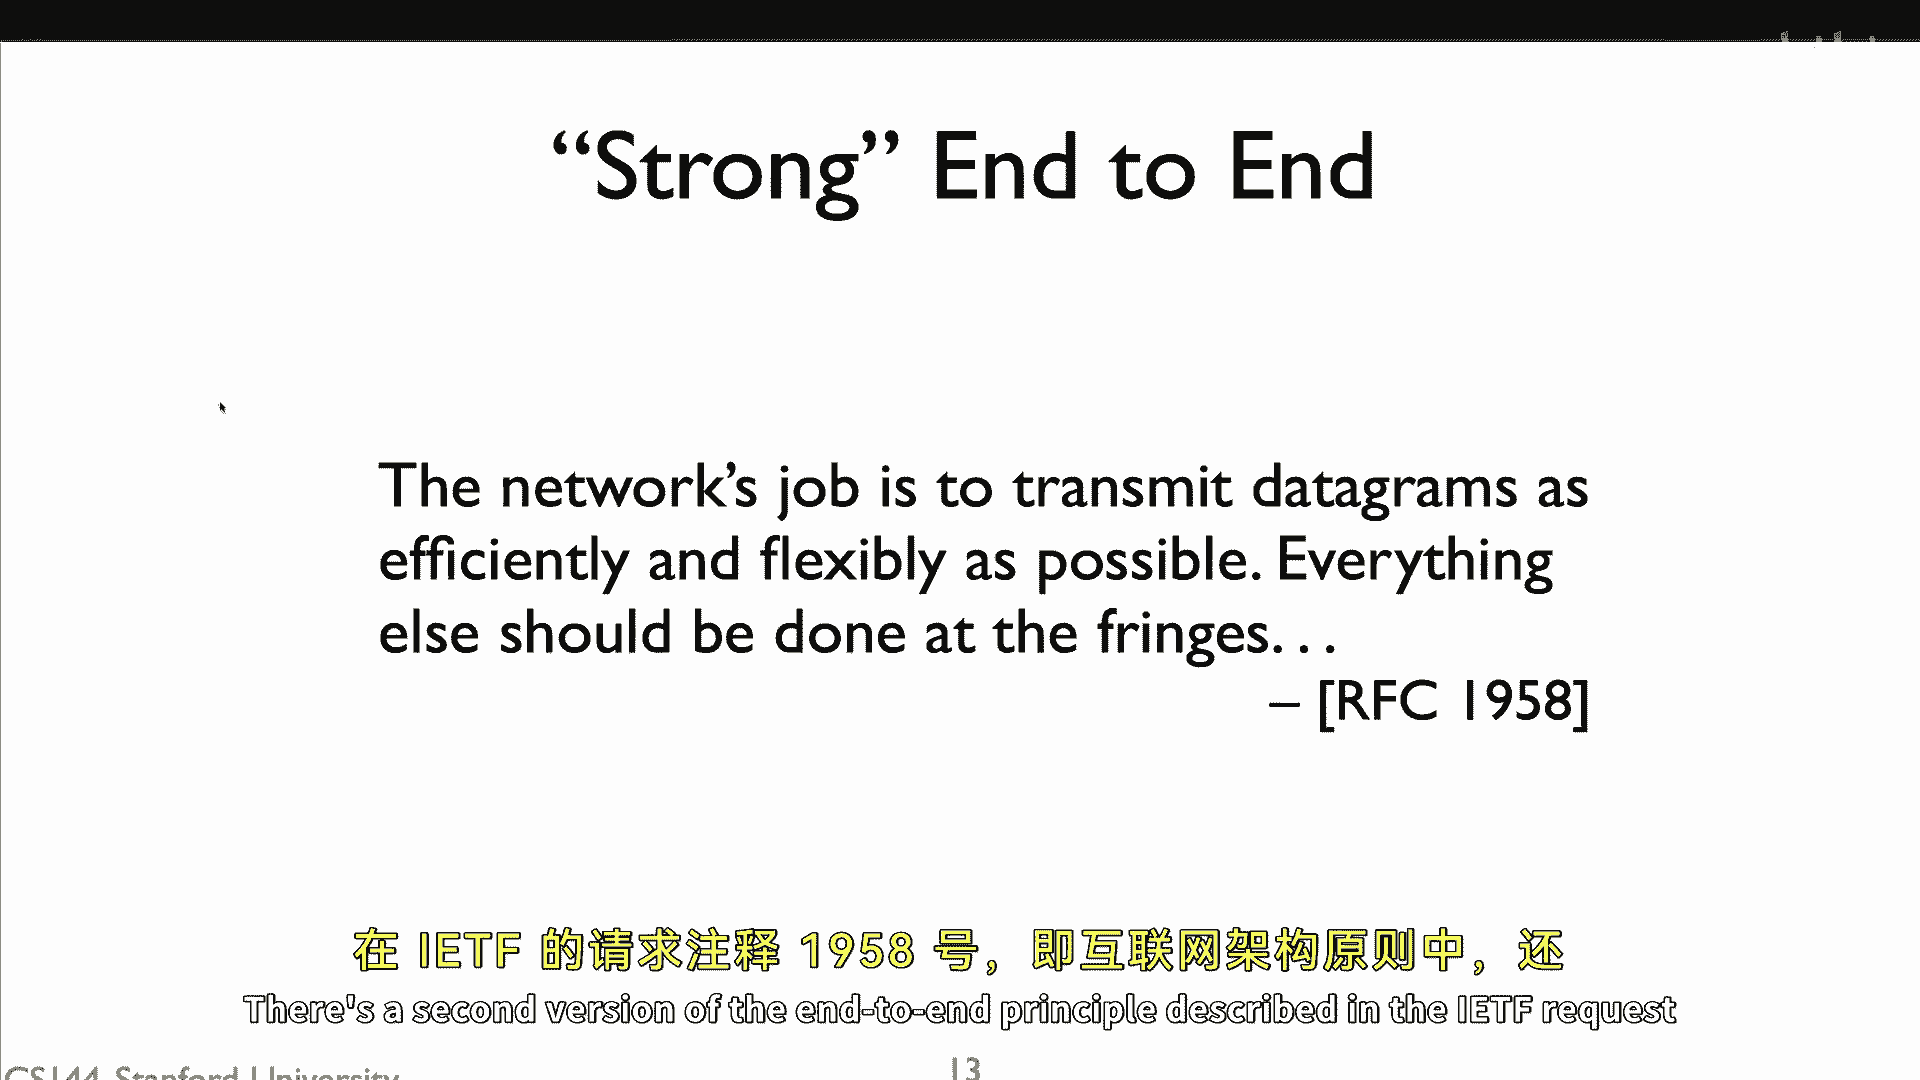 “Strong” End to End
The network’s job is to transmit datagrams as
efficiently and flexibly as possible. Everything
else should be done at the fringes. . .
– [RFC 1958]
在 IETF 的请求注释 1958 号，即互联网架构原则中，还
There's a second version of the end-to-end principle described in the IETF request
CS144, Stanford University
13